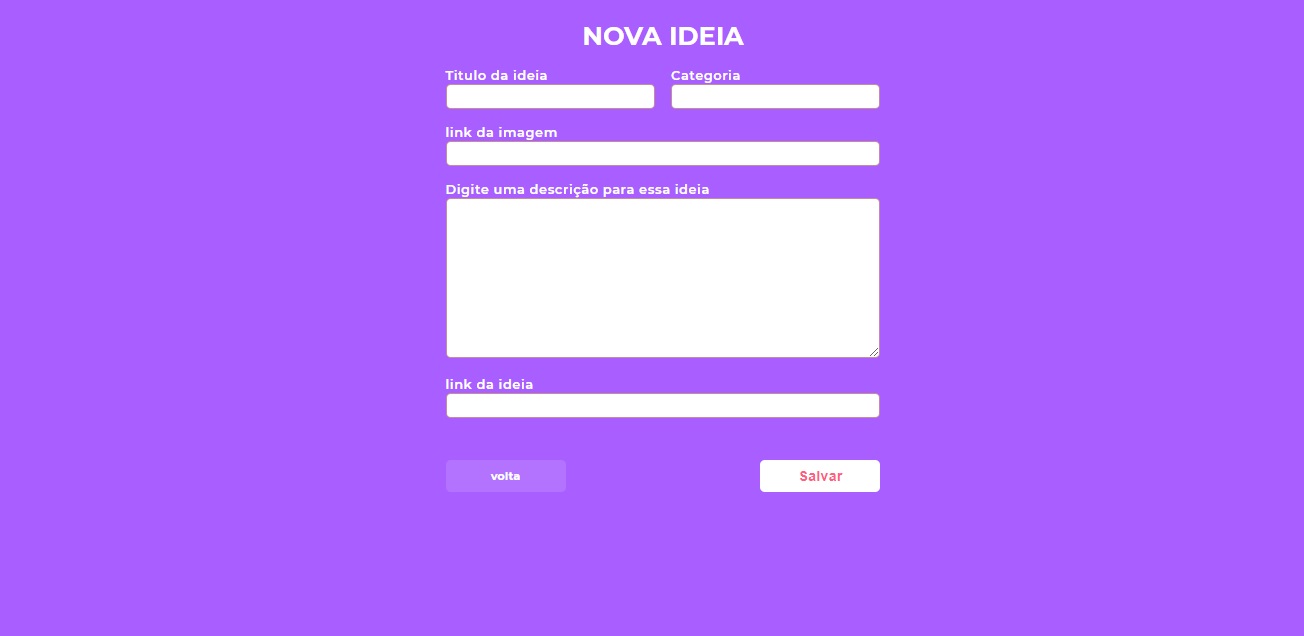 NOVA IDEIA
Titulo da ideia
Categoria
link da imagem
Digite uma descrição para essa ideia
link da ideia
volta
Salvar